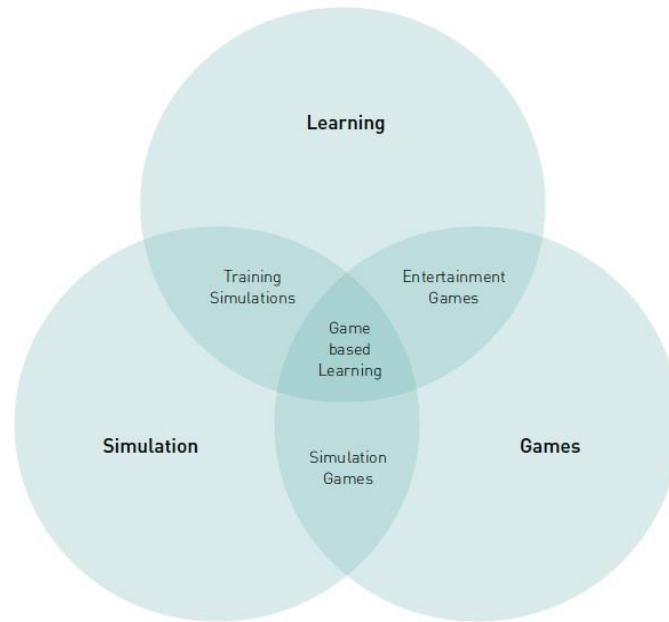 Learning
Training
Simulations
Entertainment
Games
Game
based
Learning
Simulation
Games
Simulation
Games